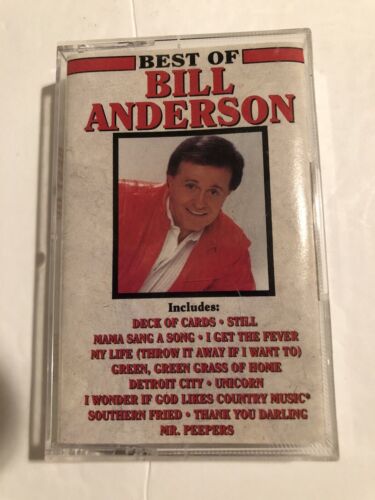 BEST OF
BILL
ANDERSON
Includes:
DECK OF CARDS • STILL
MAMA SANG A SONG • I GET THE FEVER
MY LIFE (THROW IT AWAY IF I WANT TO)
GREEN, GREEN GRASS OF HOME
DETROIT CITY • UNICORN
I WONDER IF GOD LIKES COUNTRY MUSIC*
SOUTHERN FRIED • THANK YOU DARLING
MR. PEEPERS